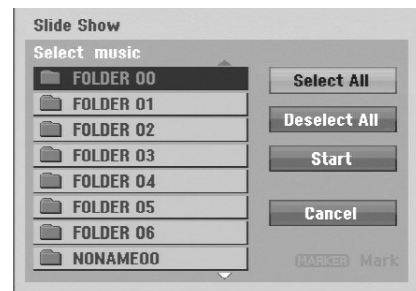 Slide Show
Select music
FOLDER 00
FOLDER 01
FOLDER 02
FOLDER 03
FOLDER 04
FOLDER 05
FOLDER 06
NONAME00
Select All
Deselect All
Start
Cancel
MARKER Mark